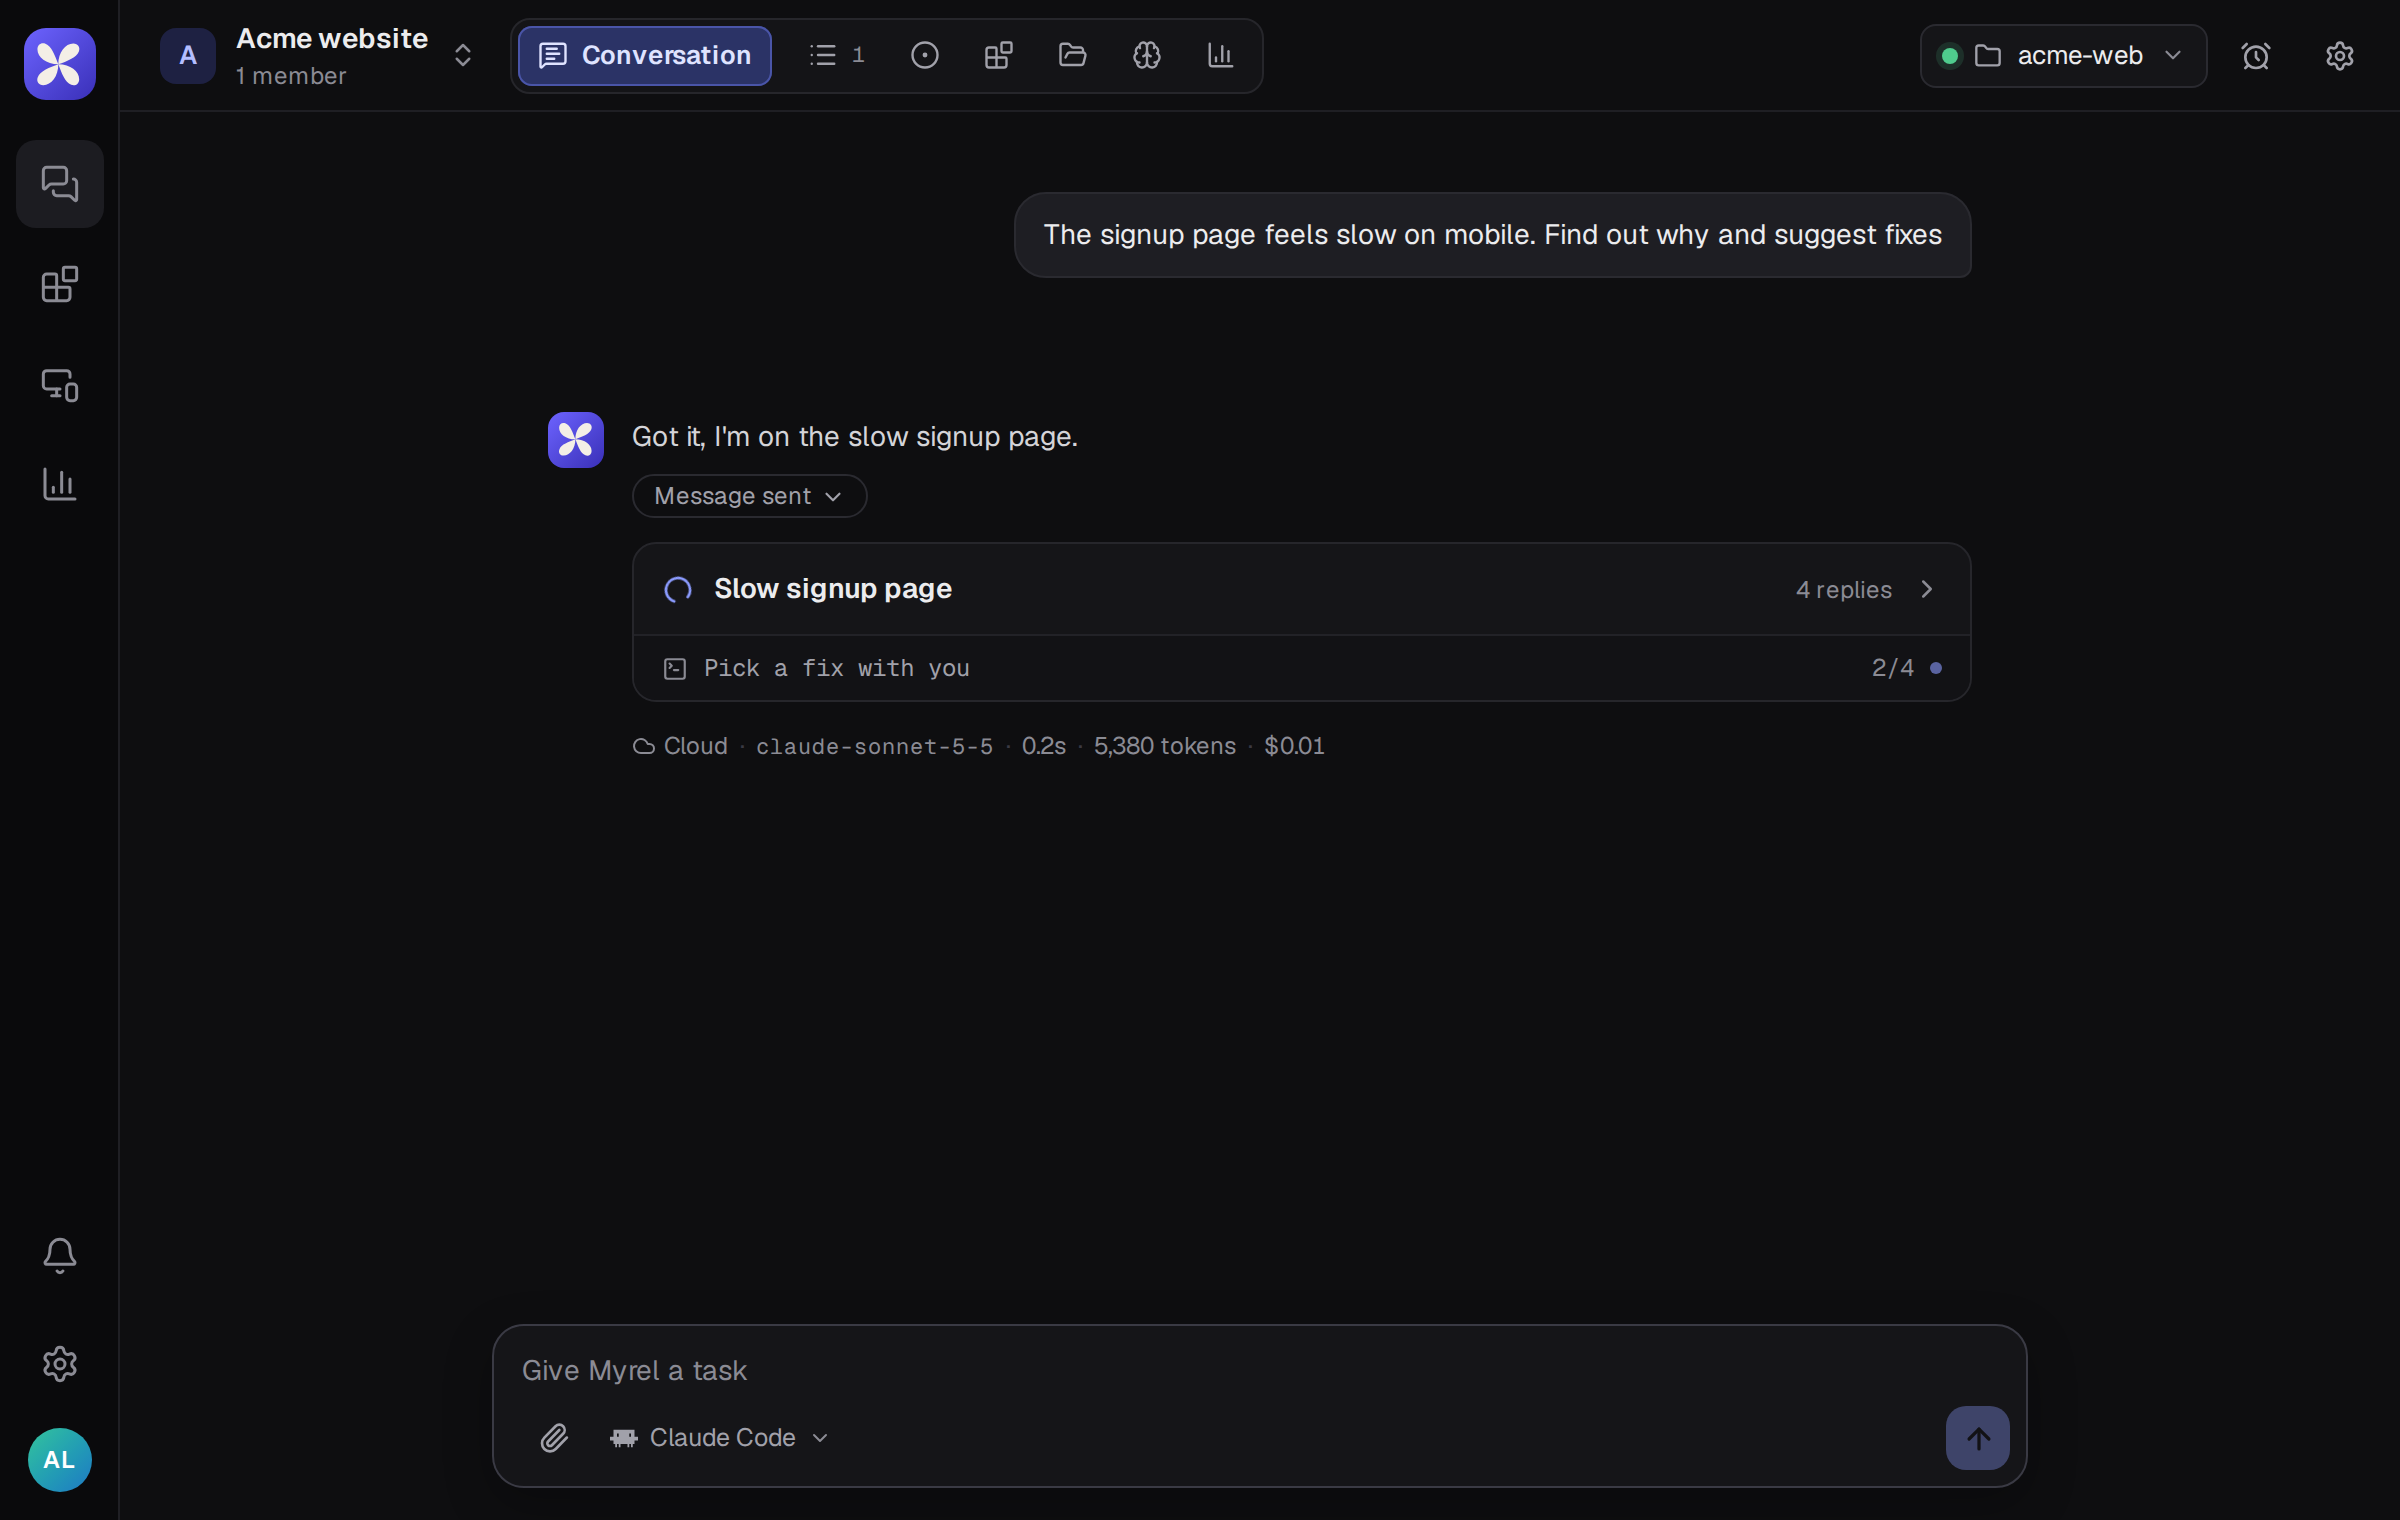 A
Acme website
1 member
Conversation
1
acme-web
The signup page feels slow on mobile. Find out why and suggest fixes
Got it, I'm on the slow signup page.
Message sent
Slow signup page
4 replies
Pick a fix with you
2/4
Cloud · claude-sonnet-5-5 · 0.2s · 5,380 tokens · $0.01
Give Myrel a task
Claude Code
AL